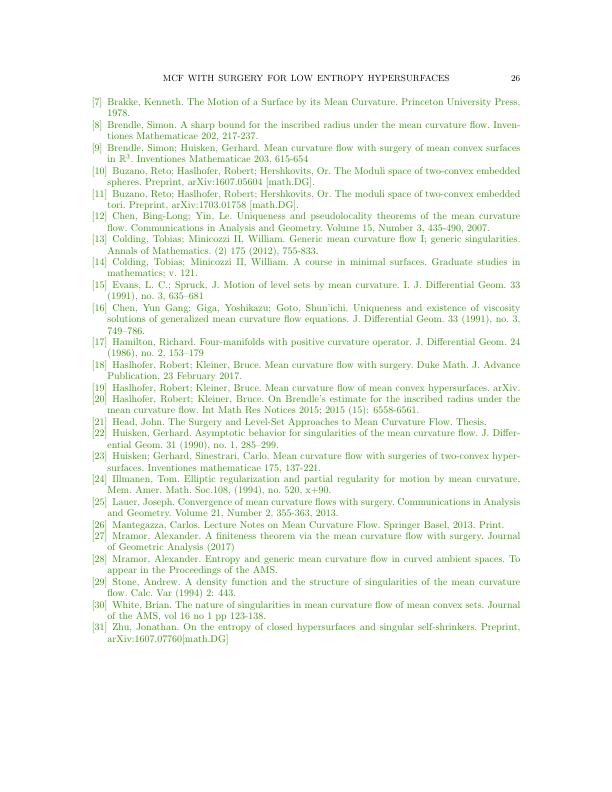 MCF WITH SURGERY FOR LOW ENTROPY HYPERSURFACES 26
[7] Brakke, Kenneth. The Motion of a Surface by its Mean Curvature. Princeton University Press,
1978.
[8] Brendle, Simon. A sharp bound for the inscribed radius under the mean curvature flow. Inven-
tiones Mathematicae 202, 217-237.
[9] Brendle, Simon; Huisken, Gerhard. Mean curvature flow with surgery of mean convex surfaces
in ℝ³. Inventiones Mathematicae 203, 615-654
[10] Buzano, Reto; Haslhofer, Robert; Hershkovits, Or. The Moduli space of two-convex embedded
spheres. Preprint, arXiv:1607.05604 [math.DG].
[11] Buzano, Reto; Haslhofer, Robert; Hershkovits, Or. The moduli space of two-convex embedded
tori. Preprint, arXiv:1703.01758 [math.DG].
[12] Chen, Bing-Long; Yin, Le. Uniqueness and pseudolocality theorems of the mean curvature
flow. Communications in Analysis and Geometry. Volume 15, Number 3, 435-490, 2007.
[13] Colding, Tobias; Minicozzi II, William. Generic mean curvature flow I; generic singularities.
Annals of Mathematics. (2) 175 (2012), 755-833.
[14] Colding, Tobias; Minicozzi II, William. A course in minimal surfaces. Graduate studies in
mathematics; v. 121.
[15] Evans, L. C.; Spruck, J. Motion of level sets by mean curvature. I. J. Differential Geom. 33
(1991), no. 3, 635–681
[16] Chen, Yun Gang; Giga, Yoshikazu; Goto, Shun'ichi. Uniqueness and existence of viscosity
solutions of generalized mean curvature flow equations. J. Differential Geom. 33 (1991), no. 3,
749–786.
[17] Hamilton, Richard. Four-manifolds with positive curvature operator. J. Differential Geom. 24
(1986), no. 2, 153–179
[18] Haslhofer, Robert; Kleiner, Bruce. Mean curvature flow with surgery. Duke Math. J. Advance
Publication, 23 February 2017.
[19] Haslhofer, Robert; Kleiner, Bruce. Mean curvature flow of mean convex hypersurfaces. arXiv.
[20] Haslhofer, Robert; Kleiner, Bruce. On Brendle's estimate for the inscribed radius under the
mean curvature flow. Int Math Res Notices 2015; 2015 (15): 6558-6561.
[21] Head, John. The Surgery and Level-Set Approaches to Mean Curvature Flow. Thesis.
[22] Huisken, Gerhard. Asymptotic behavior for singularities of the mean curvature flow. J. Differ-
ential Geom. 31 (1990), no. 1, 285–299.
[23] Huisken; Gerhard, Sinestrari, Carlo. Mean curvature flow with surgeries of two-convex hyper-
surfaces. Inventiones mathematicae 175, 137-221.
[24] Illmanen, Tom. Elliptic regularization and partial regularity for motion by mean curvature,
Mem. Amer. Math. Soc.108, (1994), no. 520, x+90.
[25] Lauer, Joseph. Convergence of mean curvature flows with surgery. Communications in Analysis
and Geometry. Volume 21, Number 2, 355-363, 2013.
[26] Mantegazza, Carlos. Lecture Notes on Mean Curvature Flow. Springer Basel, 2013. Print.
[27] Mramor, Alexander. A finiteness theorem via the mean curvature flow with surgery. Journal
of Geometric Analysis (2017)
[28] Mramor, Alexander. Entropy and generic mean curvature flow in curved ambient spaces. To
appear in the Proceedings of the AMS.
[29] Stone, Andrew. A density function and the structure of singularities of the mean curvature
flow. Calc. Var (1994) 2: 443.
[30] White, Brian. The nature of singularities in mean curvature flow of mean convex sets. Journal
of the AMS, vol 16 no 1 pp 123-138.
[31] Zhu, Jonathan. On the entropy of closed hypersurfaces and singular self-shrinkers. Preprint,
arXiv:1607.07760[math.DG]